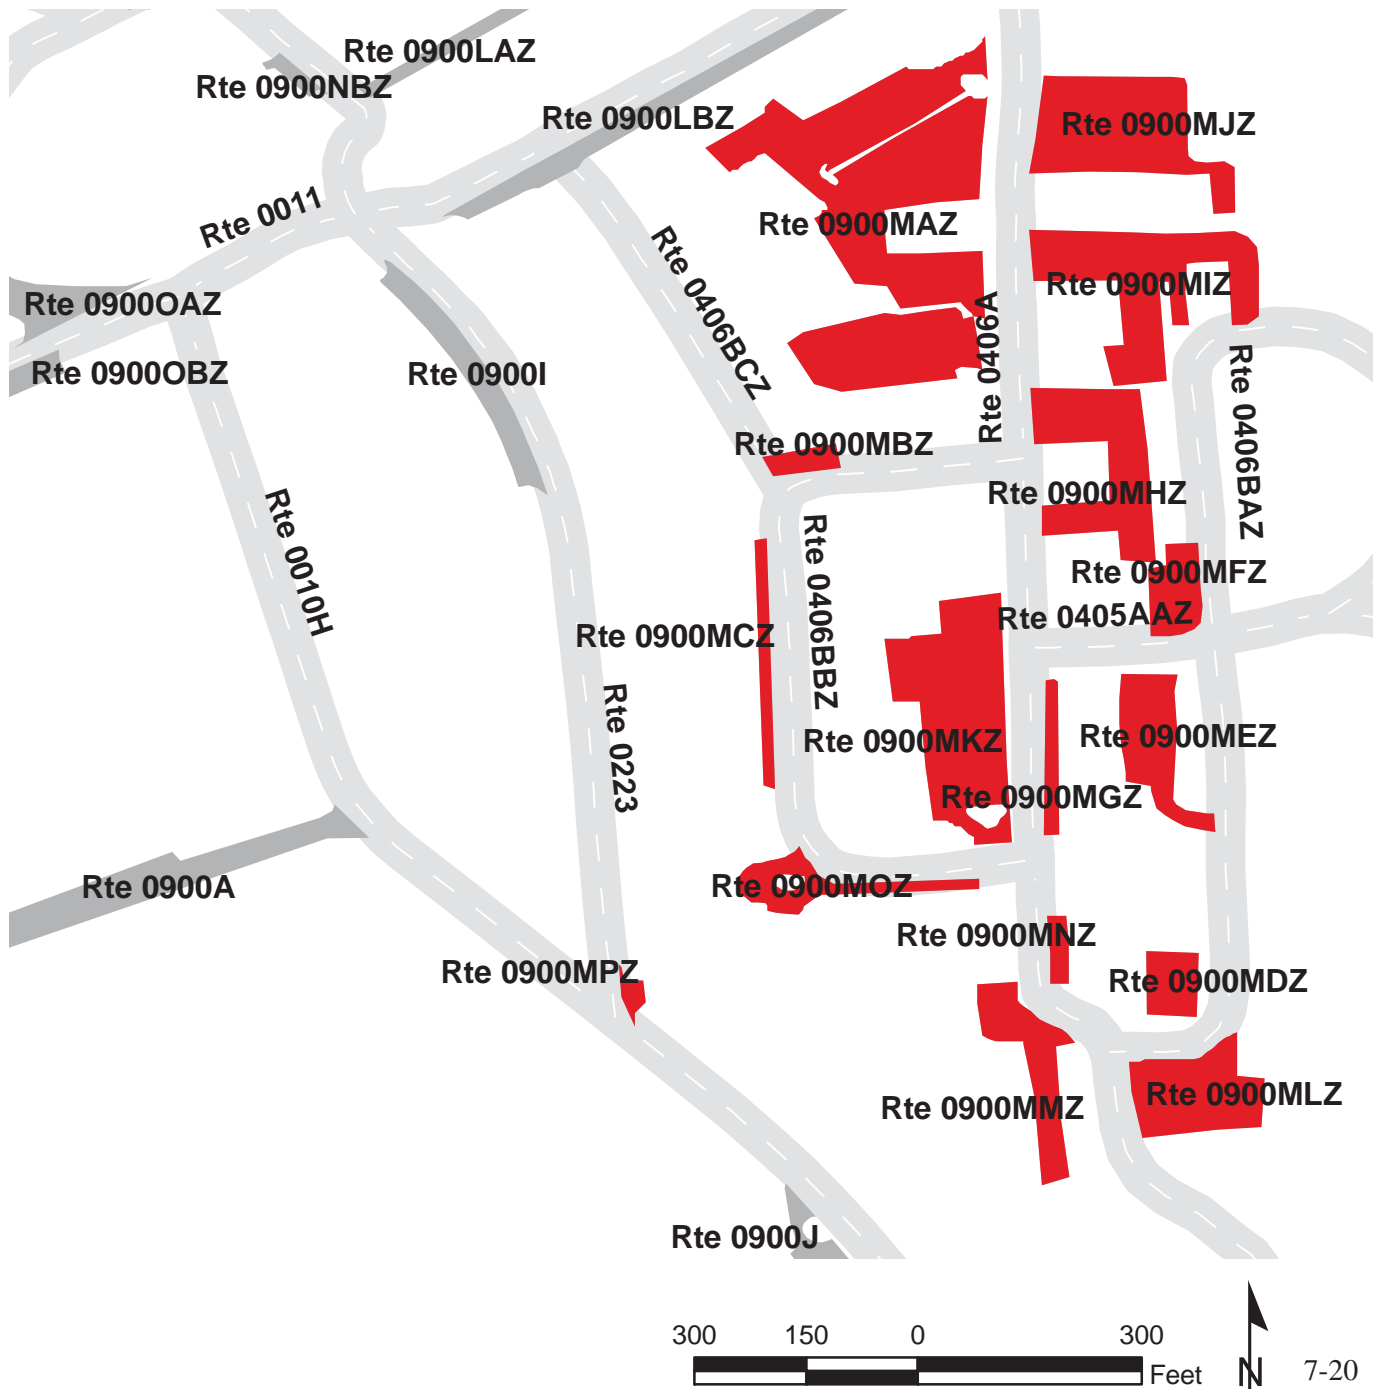 Rte 0900LAZ
Rte 0900NBZ
Rte 0900LBZ
Rte 0900MJZ
Rte 0011
Rte 0900MAZ
Rte 0406BCZ
Rte 0900MIZ
Rte 0900OAZ
Rte 0406A
Rte 0900OBZ
Rte 0900I
Rte 0406BAZ
Rte 0900MBZ
Rte 0900MHZ
Rte 0010H
Rte 0406BBZ
Rte 0900MFZ
Rte 0405AAZ
Rte 0900MCZ
Rte 0223
Rte 0900MKZ
Rte 0900MEZ
Rte 0900MGZ
Rte 0900A
Rte 0900MOZ
Rte 0900MNZ
Rte 0900MPZ
Rte 0900MDZ
Rte 0900MMZ
Rte 0900MLZ
Rte 0900J
300 150 0 300
Feet
N
7-20